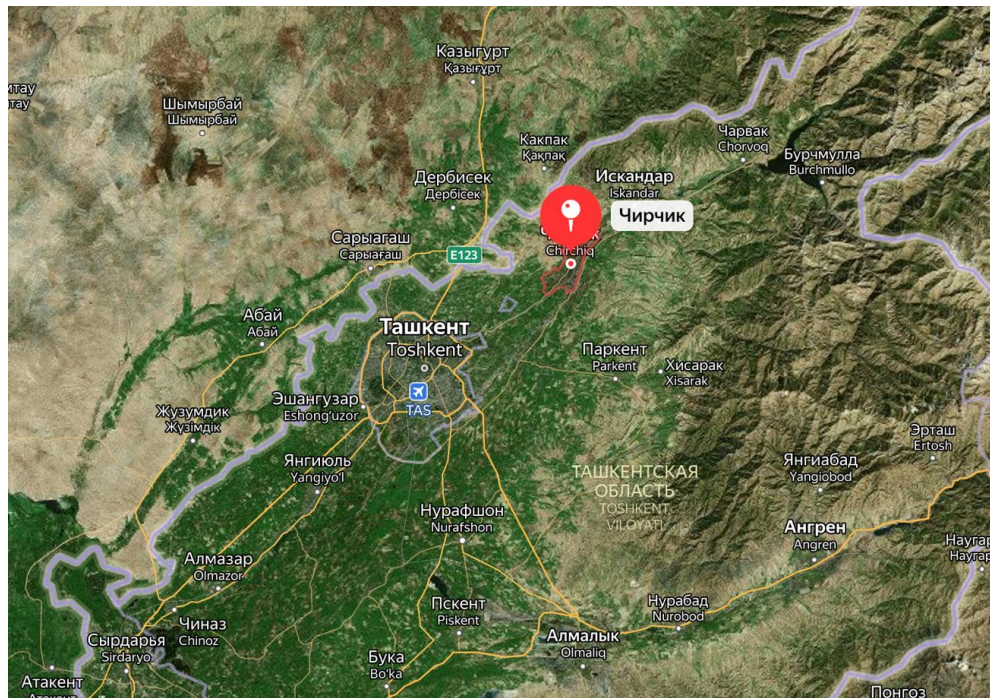 Казыгурт
Қазығұрт
Шымырбай
Шымырбай
Какпак
Қақпақ
Чарвак
Chorvoq
Бурчмулла
Burchmullo
Дербисек
Дербісек
Искандар
Iskandar
Чирчик
Chirchiq
Сарыагаш
Сарыағаш
E123
Абай
Абай
Ташкент
Toshkent
TAS
Паркент
Parkent
Хисарак
Xisarak
Эшангузар
Eshong‘uzor
Жузумдик
Жүзімдік
Эрташ
Ertosh
Янгиюль
Yangiyo‘l
ТАШКЕНТСКАЯ
ОБЛАСТЬ
TOSHKENT
VILOYATI
Янгиабад
Yangiobod
Нурафшон
Nurafshon
Ангрен
Angren
Алмазар
Olmazor
Пскент
Piskent
Нурабад
Nurobod
Чиназ
Chinoz
Сырдарья
Sirdaryo
Алмалык
Olmaliq
Бука
Bo‘ka
Атакент
Понгоз